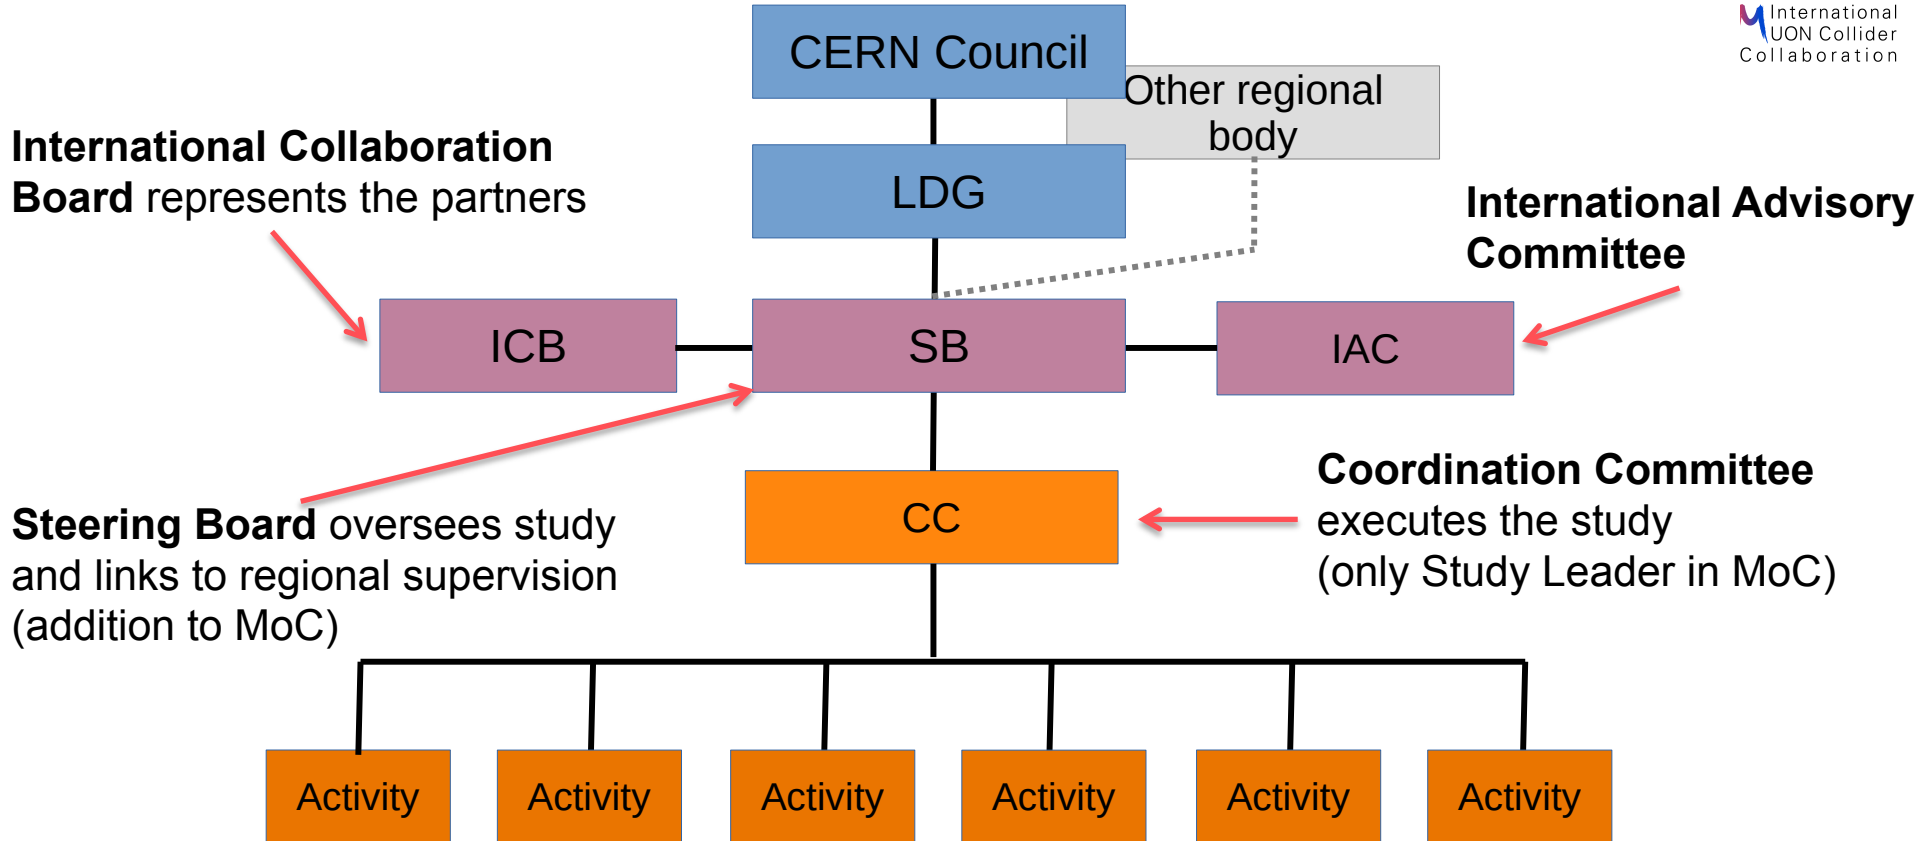 International
UON Collider
Collaboration
CERN Council
Other regional
body
International Collaboration
Board represents the partners
LDG
International Advisory
Committee
ICB
SB
IAC
Steering Board oversees study
and links to regional supervision
(addition to MoC)
CC
Coordination Committee
executes the study
(only Study Leader in MoC)
Activity
Activity
Activity
Activity
Activity
Activity